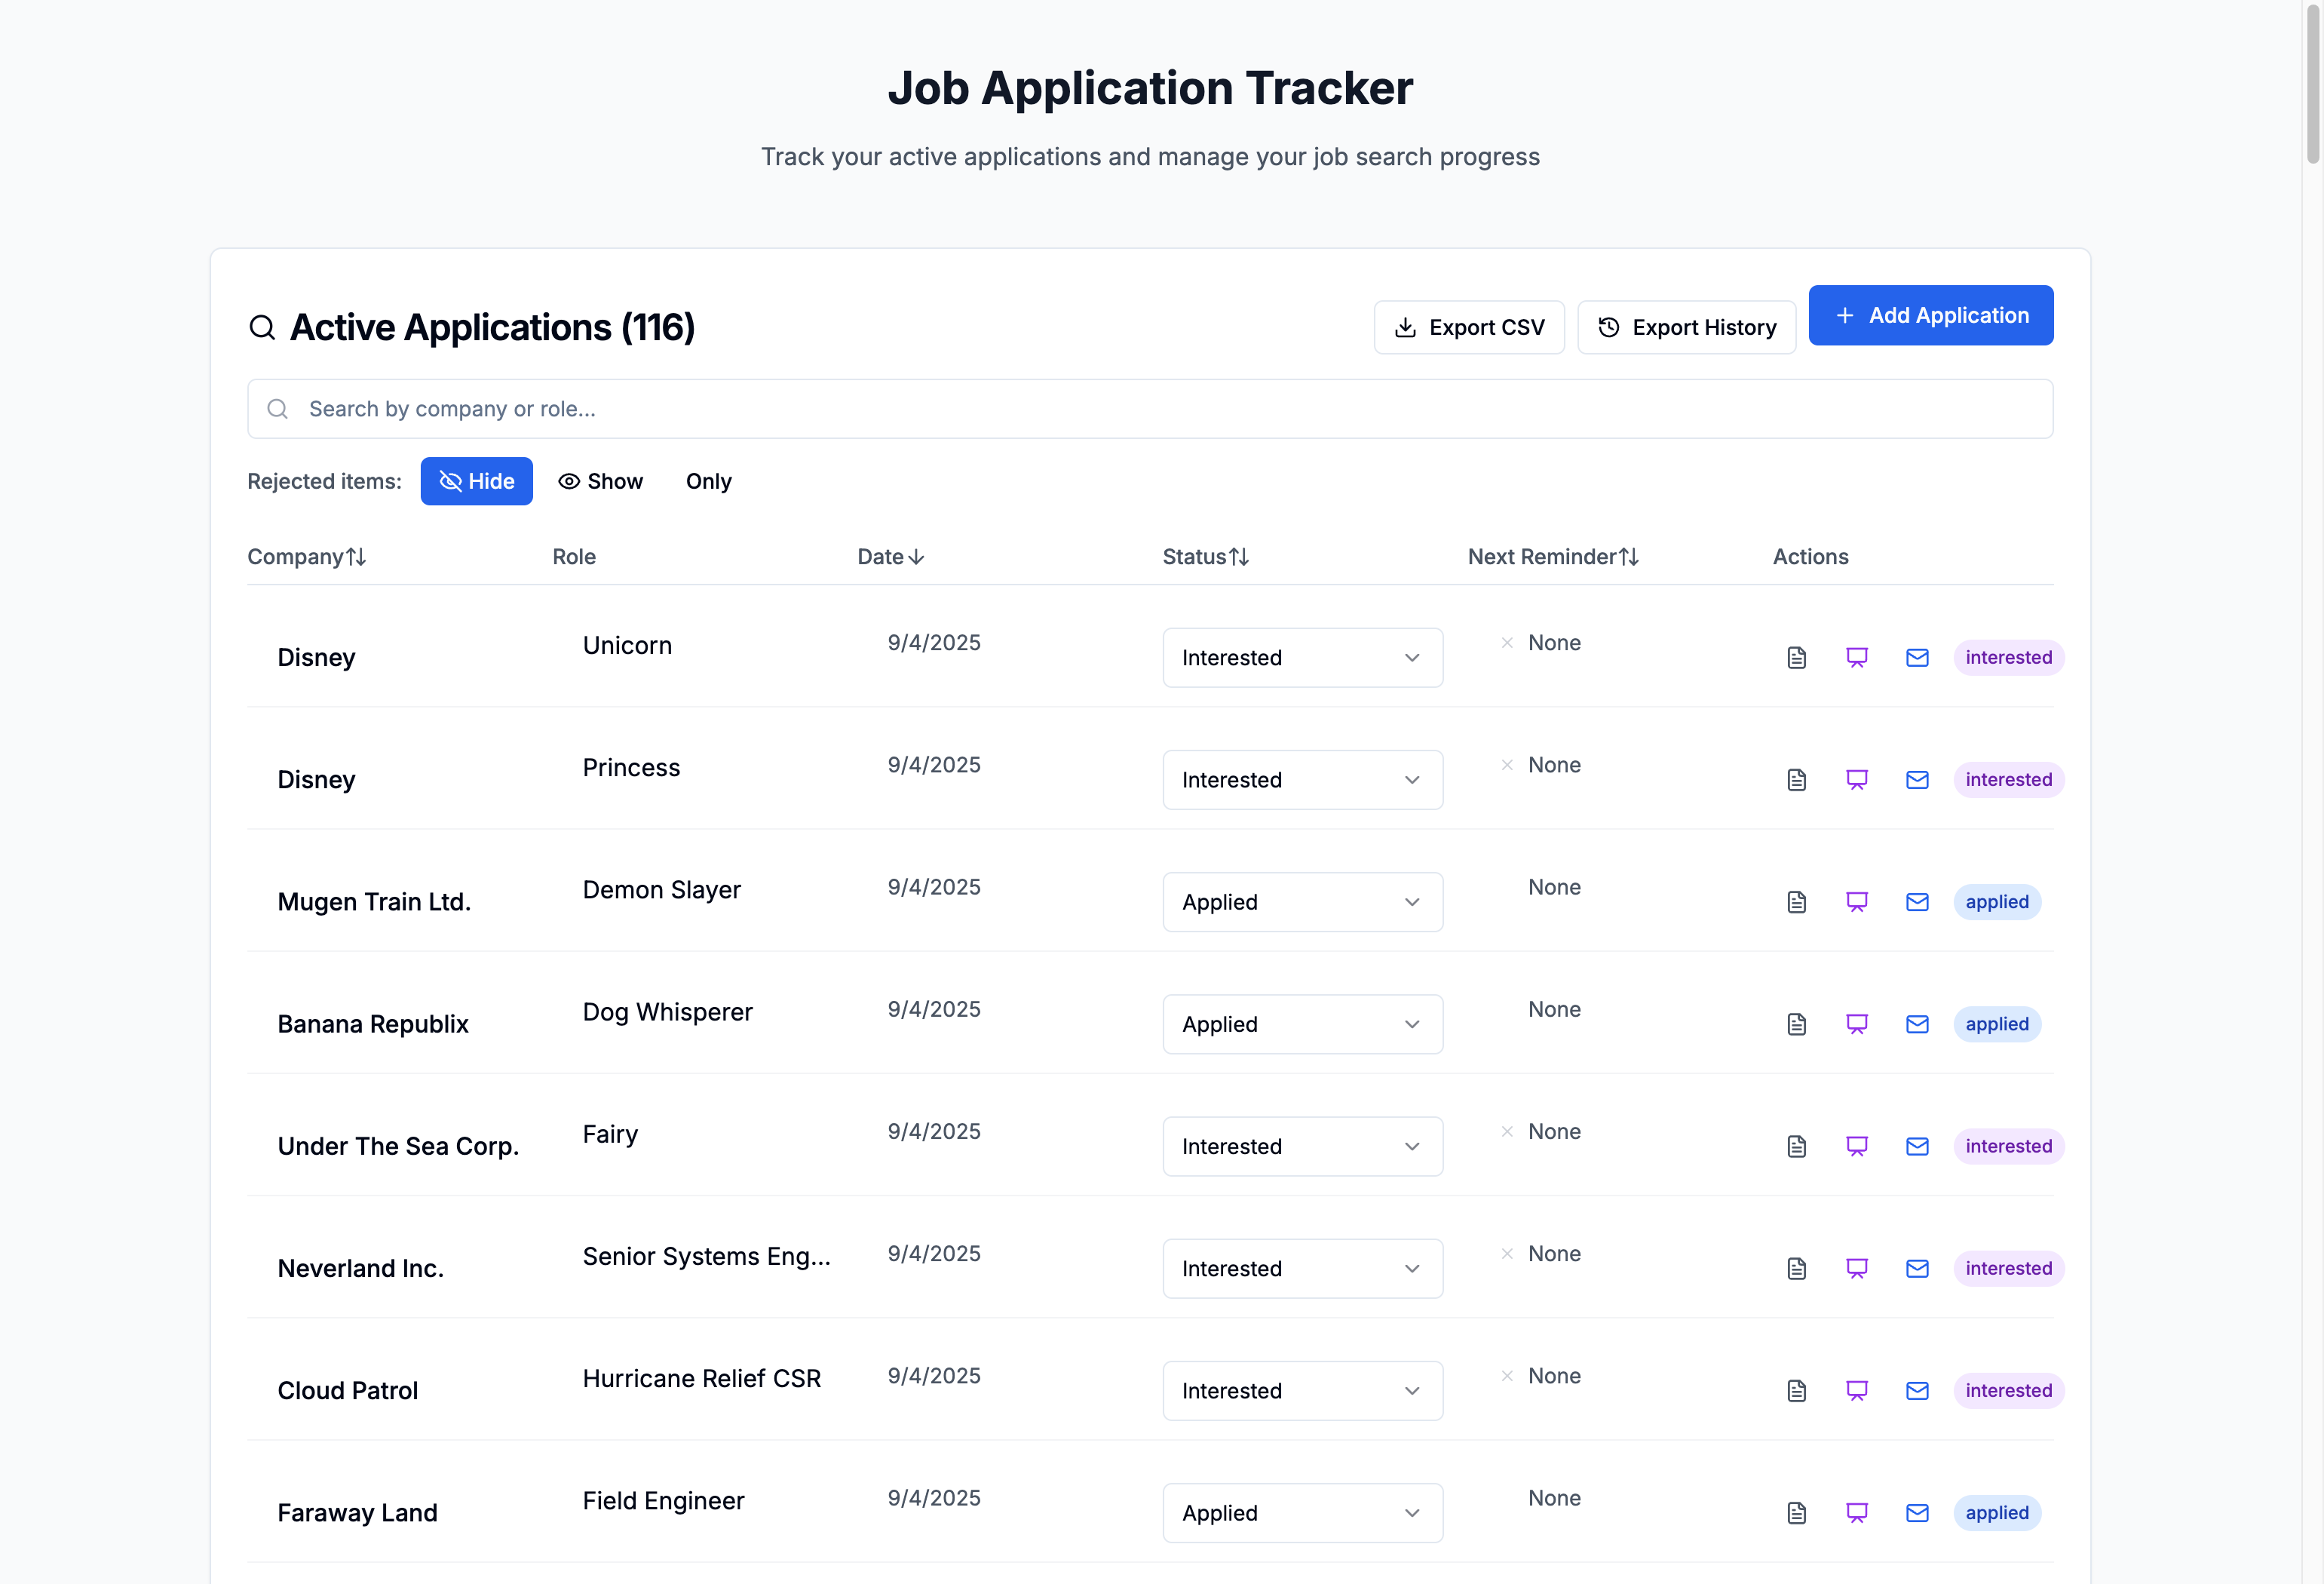 Job Application Tracker
Track your active applications and manage your job search progress
Active Applications (116)
Export CSV
Export History
Add Application
Search by company or role...
Rejected items: Hide Show Only
Company Role Date Status Next Reminder Actions
Disney Unicorn 9/4/2025 Interested None interested
Disney Princess 9/4/2025 Interested None interested
Mugen Train Ltd. Demon Slayer 9/4/2025 Applied None applied
Banana Republix Dog Whisperer 9/4/2025 Applied None applied
Under The Sea Corp. Fairy 9/4/2025 Interested None interested
Neverland Inc. Senior Systems Eng... 9/4/2025 Interested None interested
Cloud Patrol Hurricane Relief CSR 9/4/2025 Interested None interested
Faraway Land Field Engineer 9/4/2025 Applied None applied